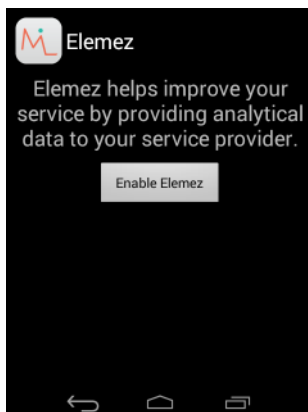 Elemez
Elemez helps improve your
service by providing analytical
data to your service provider.
Enable Elemez